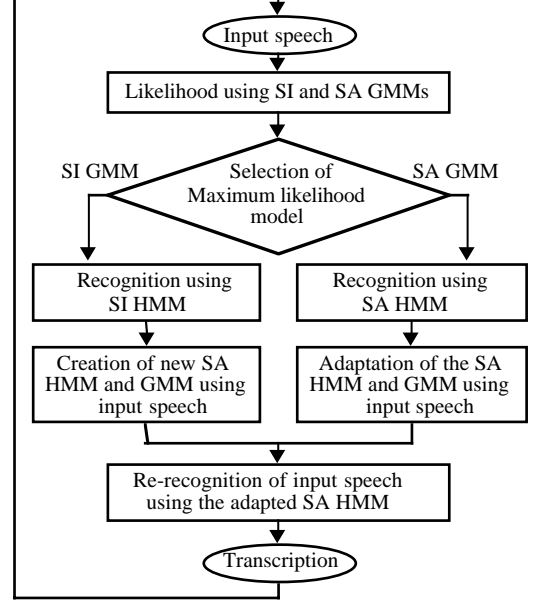 Input speech
Likelihood using SI and SA GMMs
SI GMM
Selection of
Maximum likelihood
model
SA GMM
Recognition using
SI HMM
Recognition using
SA HMM
Creation of new SA
HMM and GMM using
input speech
Adaptation of the SA
HMM and GMM using
input speech
Re-recognition of input speech
using the adapted SA HMM
Transcription